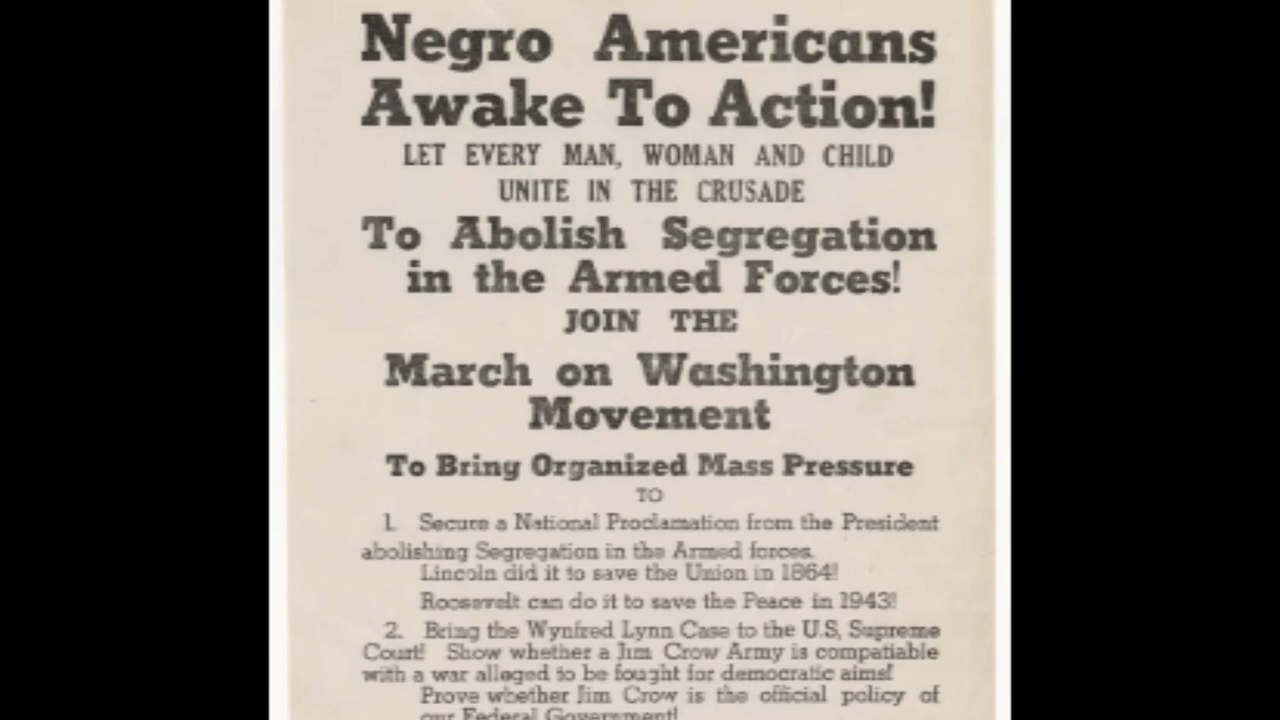 Negro Americans
Awake To Action!
LET EVERY MAN, WOMAN AND CHILD
UNITE IN THE CRUSADE
To Abolish Segregation
in the Armed Forces!
JOIN THE
March on Washington
Movement
To Bring Organized Mass Pressure
TO
1. Secure a National Proclamation from the President
abolishing Segregation in the Armed forces.
Lincoln did it to save the Union in 1864!
Roosevelt can do it to save the Peace in 1943!
2. Bring the Wynfred Lynn Case to the U.S, Supreme
Court! Show whether a Jim Crow Army is compatiable
with a war alleged to be fought for democratic aims!
Prove whether Jim Crow is the official policy of
our Federal Government!